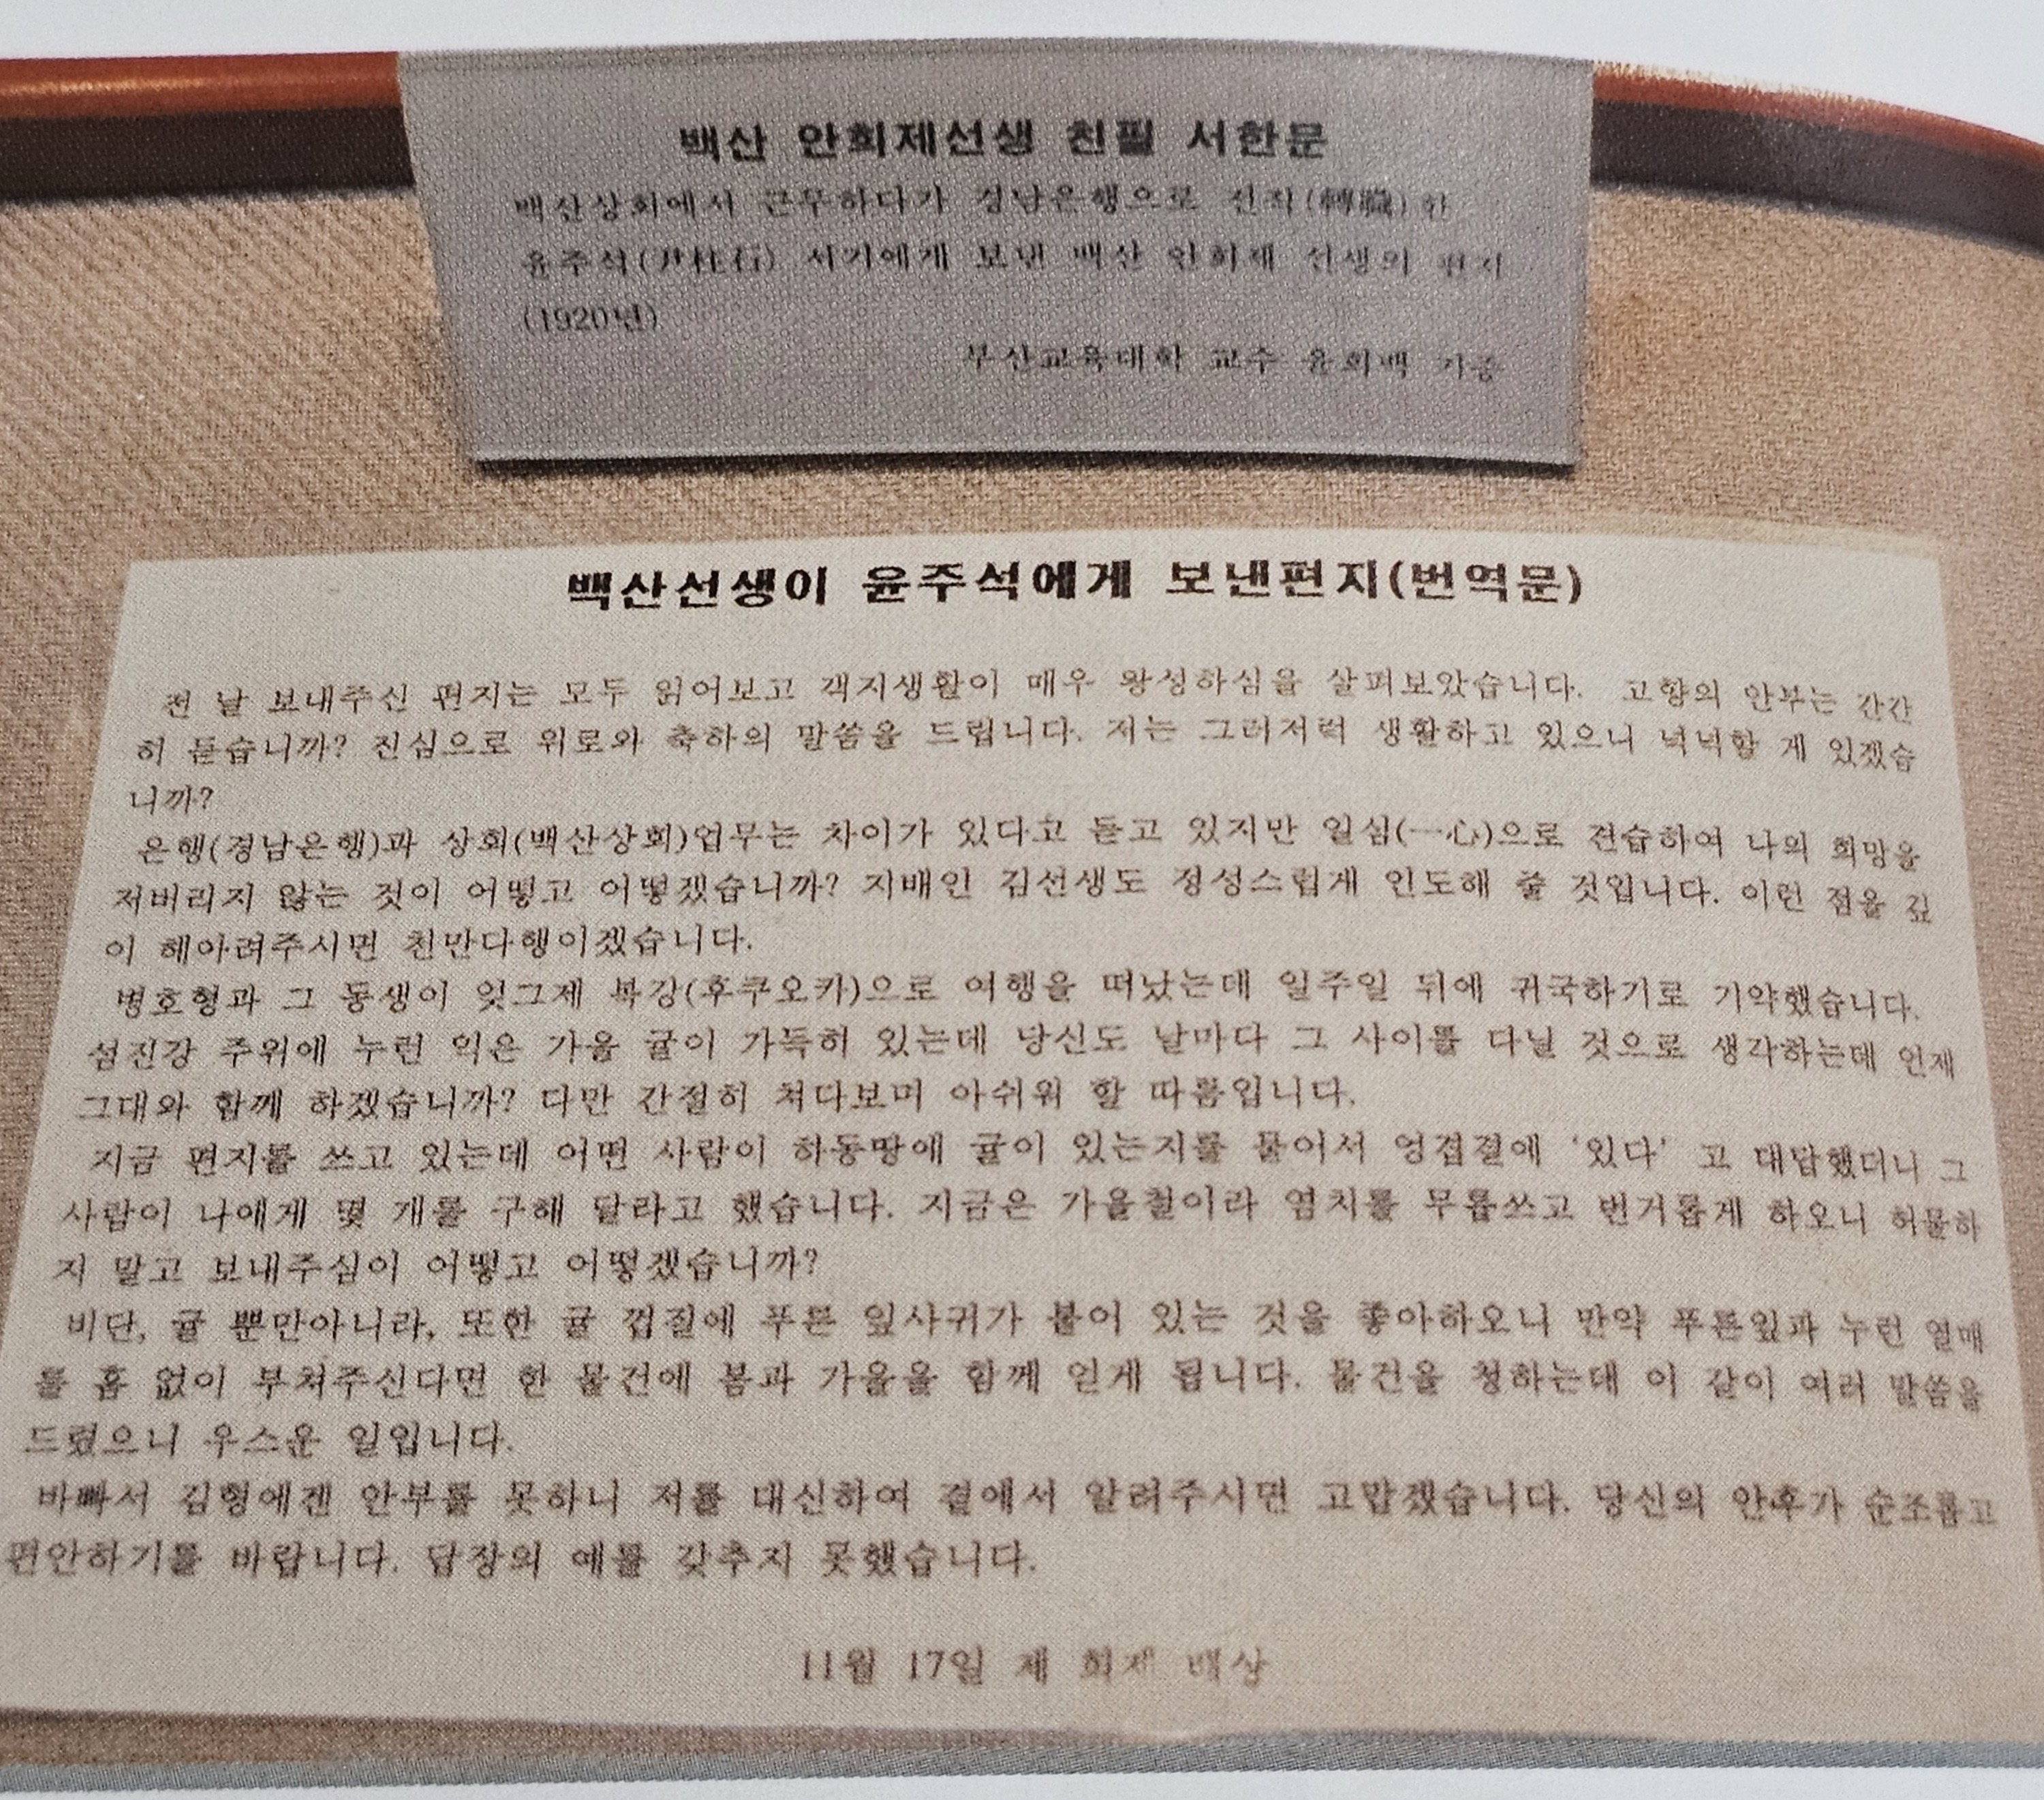 백산 안희제선생 친필 서한문
백산상회에서 근무하다가 경남은행으로 전직(轉職)한
윤주석(尹柱石) 서기에게 보낸 백산 안희제 선생의 편지
(1920년)
부산교육대학 교수 윤희백 기증
백산선생이 윤주석에게 보낸편지(번역문)
전 날 보내주신 편지는 모두 읽어보고 객지생활이 매우 왕성하심을 살펴보았습니다. 고향의 안부는 간간
히 듣습니까? 진심으로 위로와 축하의 말씀을 드립니다. 저는 그러저럭 생활하고 있으니 넉넉할 게 있겠습
니까?
은행(경남은행)과 상회(백산상회)업무는 차이가 있다고 듣고 있지만 일심(一心)으로 견습하여 나의 희망을
저버리지 않는 것이 어떻고 어떻겠습니까? 지배인 김선생도 정성스럽게 인도해 줄 것입니다. 이런 점을 깊
이 헤아려주시면 천만다행이겠습니다.
병호형과 그 동생이 엊그제 복강(후쿠오카)으로 여행을 떠났는데 일주일 뒤에 귀국하기로 기약했습니다.
섬진강 주위에 누런 익은 가을 귤이 가득히 있는데 당신도 날마다 그 사이를 다닐 것으로 생각하는데 언제
그대와 함께 하겠습니까? 다만 간절히 쳐다보며 아쉬워 할 따름입니다.
지금 편지를 쓰고 있는데 어떤 사람이 하동땅에 귤이 있는지를 물어서 엉겁결에 '있다' 고 대답했더니 그
사람이 나에게 몇 개를 구해 달라고 했습니다. 지금은 가을철이라 염치를 무릅쓰고 번거롭게 하오니 허물하
지 말고 보내주심이 어떻고 어떻겠습니까?
비단, 귤 뿐만아니라, 또한 귤 껍질에 푸른 잎사귀가 붙어 있는 것을 좋아하오니 만약 푸른잎과 누런 열매
를 흠 없이 부쳐주신다면 한 물건에 봄과 가을을 함께 얻게 됩니다. 물건을 청하는데 이 같이 여러 말씀을
드렸으니 우스운 일입니다.
바빠서 김형에겐 안부를 못하니 저를 대신하여 곁에서 알려주시면 고맙겠습니다. 당신의 안후가 순조롭고
편안하기를 바랍니다. 답장의 예를 갖추지 못했습니다.
11월 17일 제 희제 배상